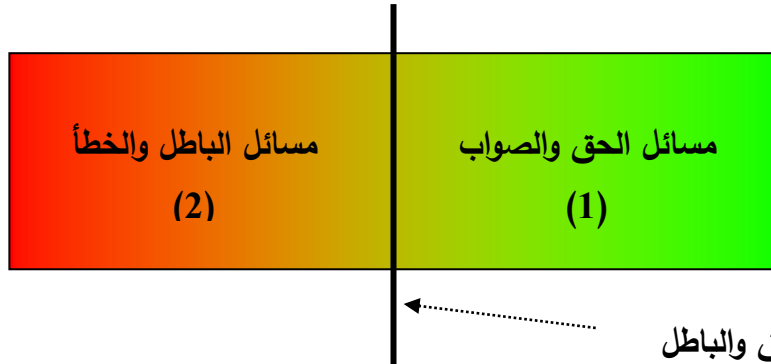 مسائل الحق والصواب
(1)
مسائل الباطل والخطأ
(2)
والباطل